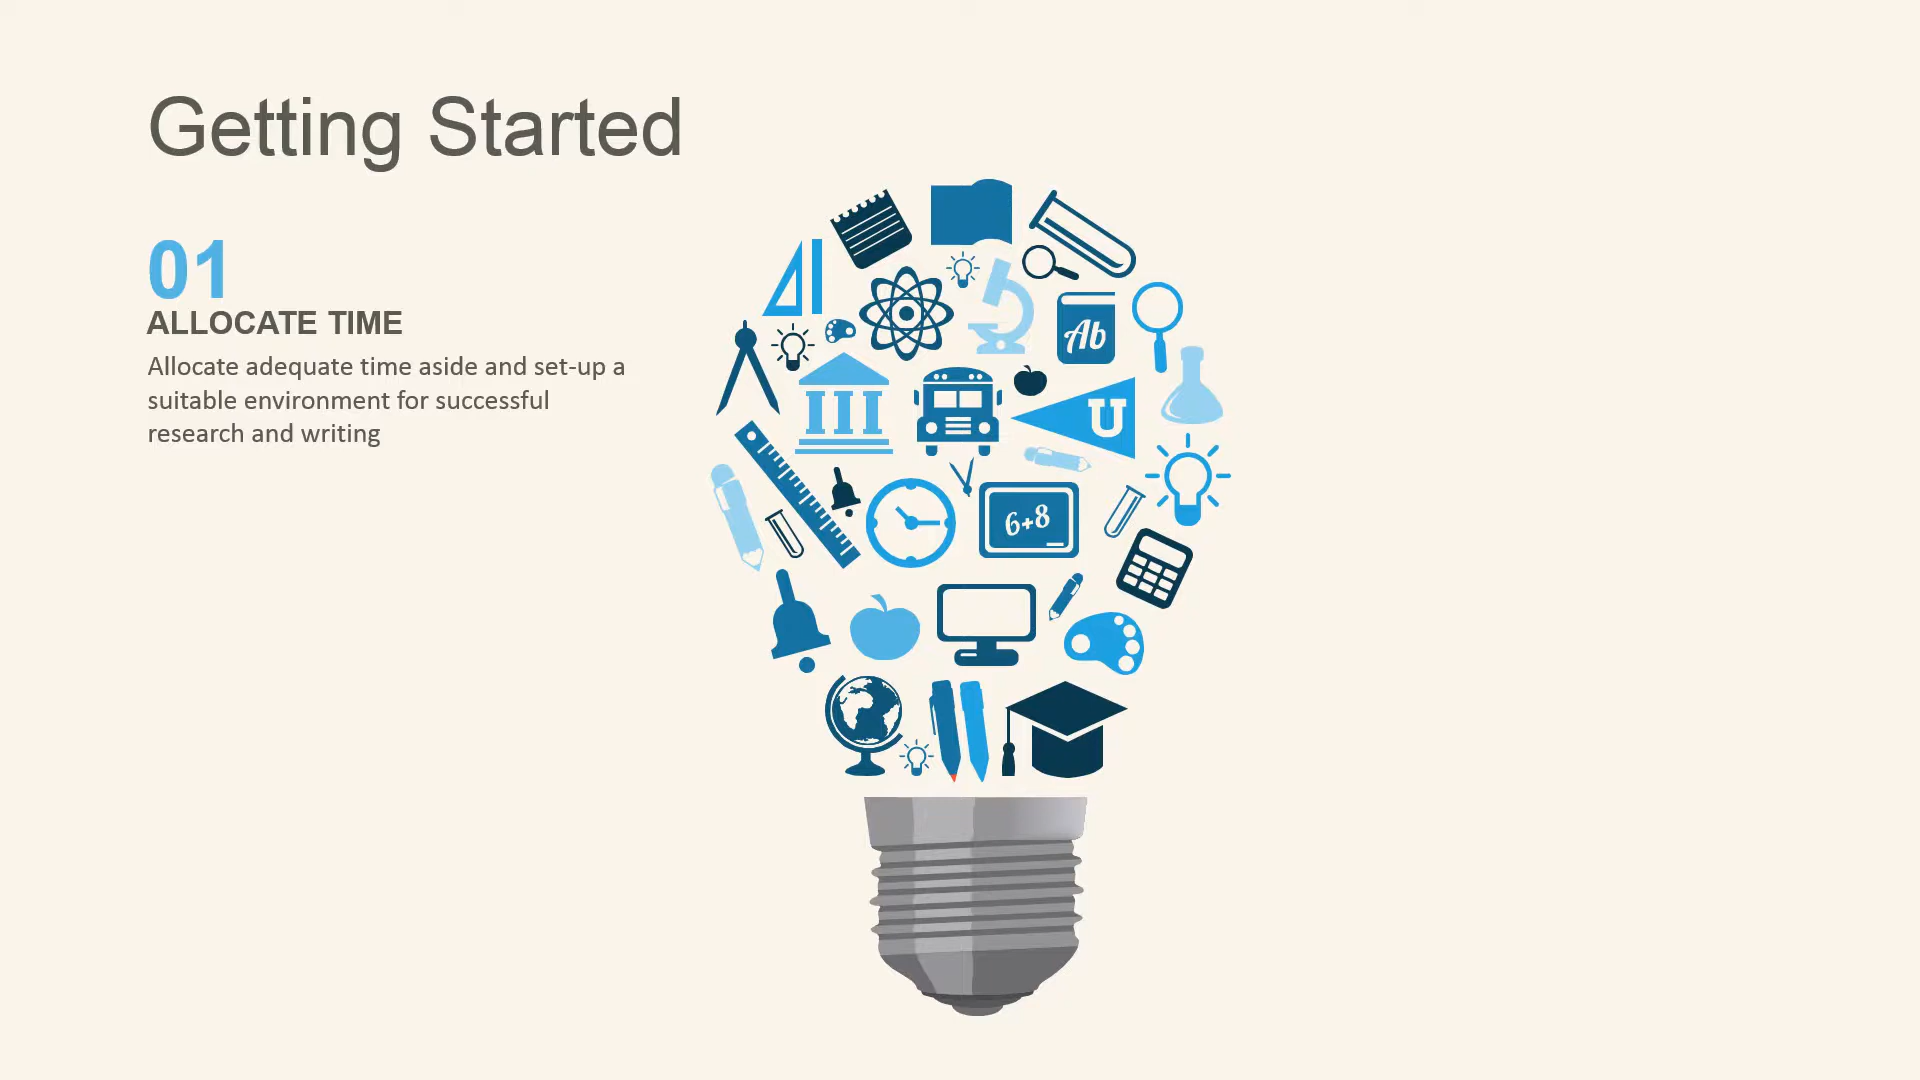 Getting Started
01
ALLOCATE TIME
Allocate adequate time aside and set-up a
suitable environment for successful
research and writing
Ab
U
6+8